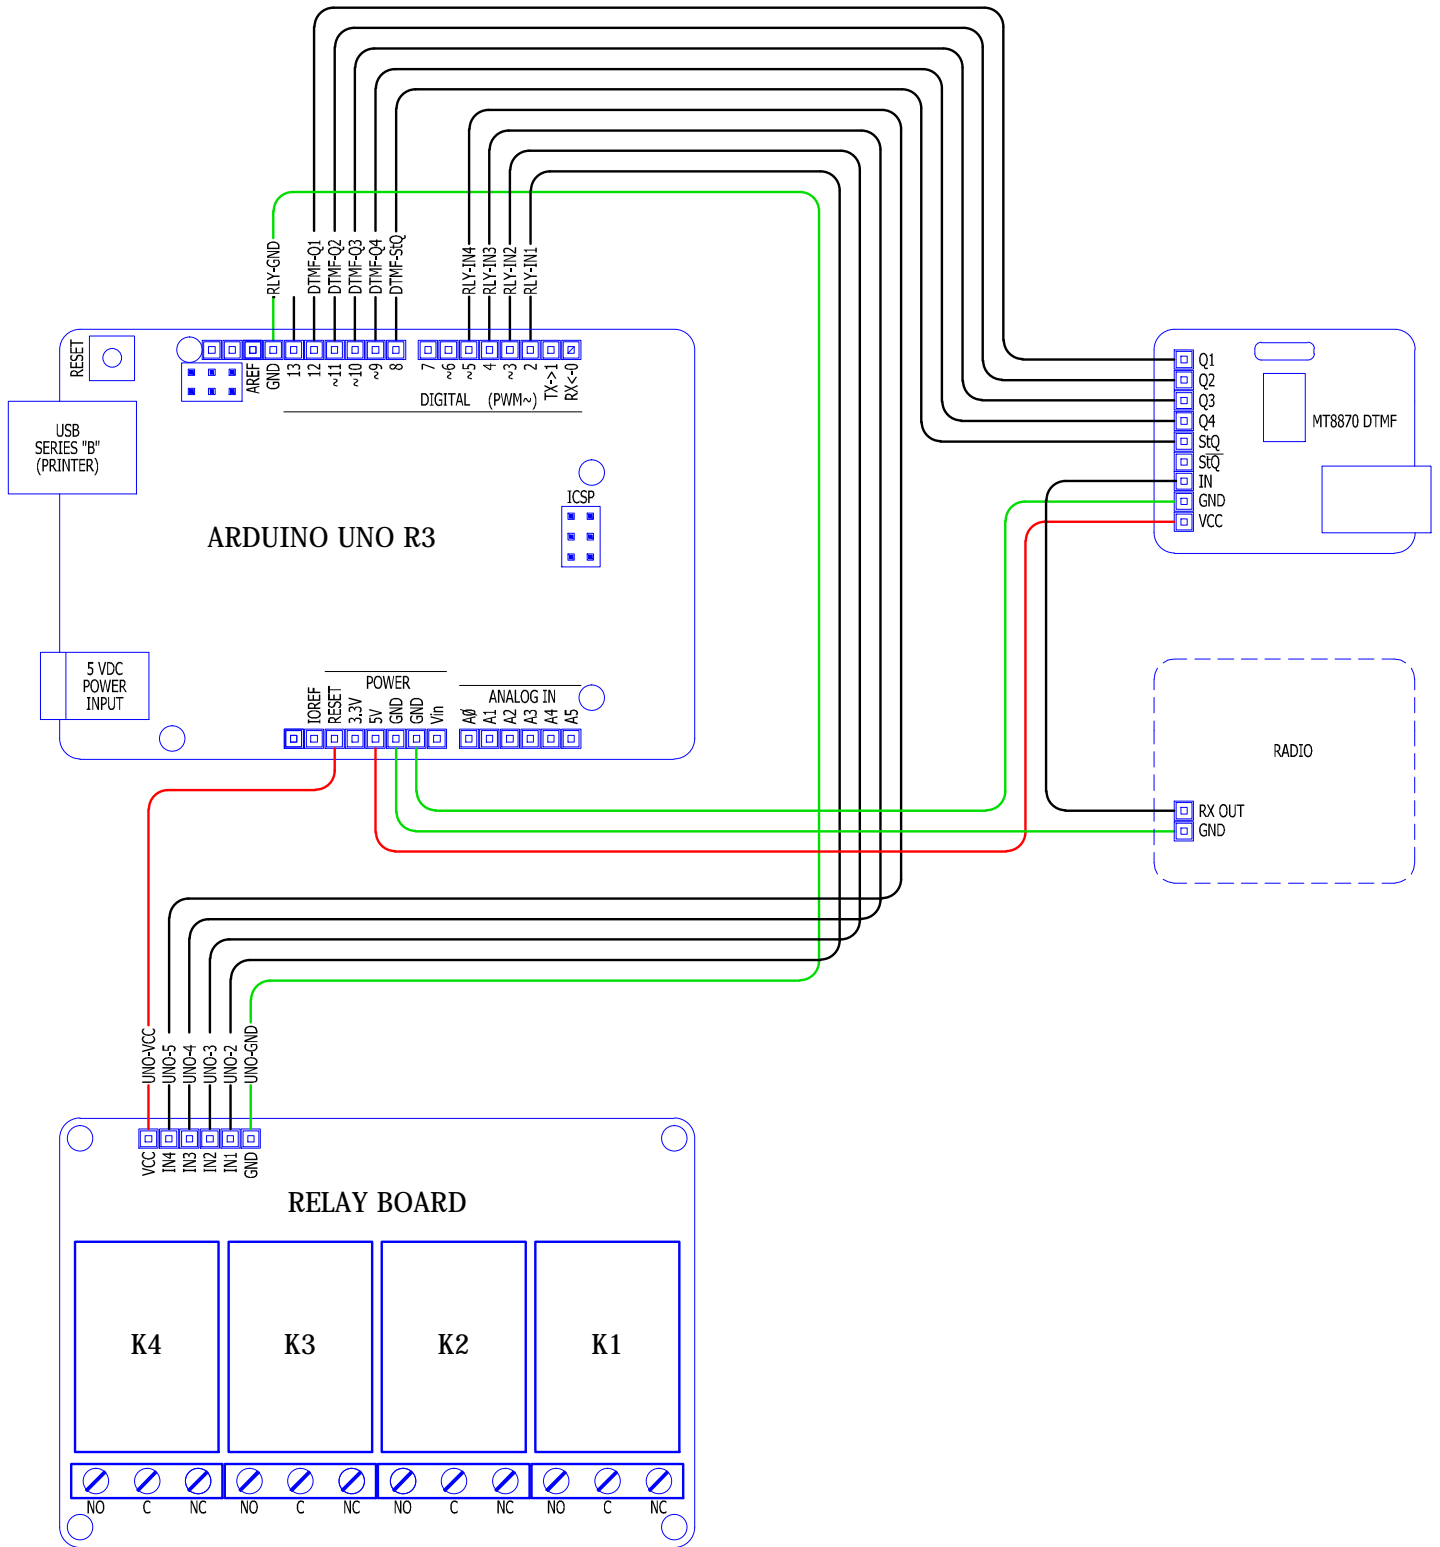 RLY-GND
DTMF-Q1
DTMF-Q2
DTMF-Q3
DTMF-Q4
DTMF-StQ
RLY-IN4
RLY-IN3
RLY-IN2
RLY-IN1
RESET
AREF
GND
13
12
~11
~10
~9
8
7
~6
~5
4
~3
2
TX->1
RX<-0
DIGITAL (PWM~)
USB
SERIES "B"
(PRINTER)
ICSP
ARDUINO UNO R3
5 VDC
POWER
INPUT
POWER
IOREF
RESET
3.3V
5V
GND
GND
Vin
ANALOG IN
AØ
A1
A2
A3
A4
A5
Q1
Q2
Q3
Q4
StQ
StQ
IN
GND
VCC
MT8870 DTMF
RADIO
RX OUT
GND
UNO-VCC
UNO-5
UNO-4
UNO-3
UNO-2
UNO-GND
VCC
IN4
IN3
IN2
IN1
GND
RELAY BOARD
K4
K3
K2
K1
NO C NC NO C NC NO C NC NO C NC